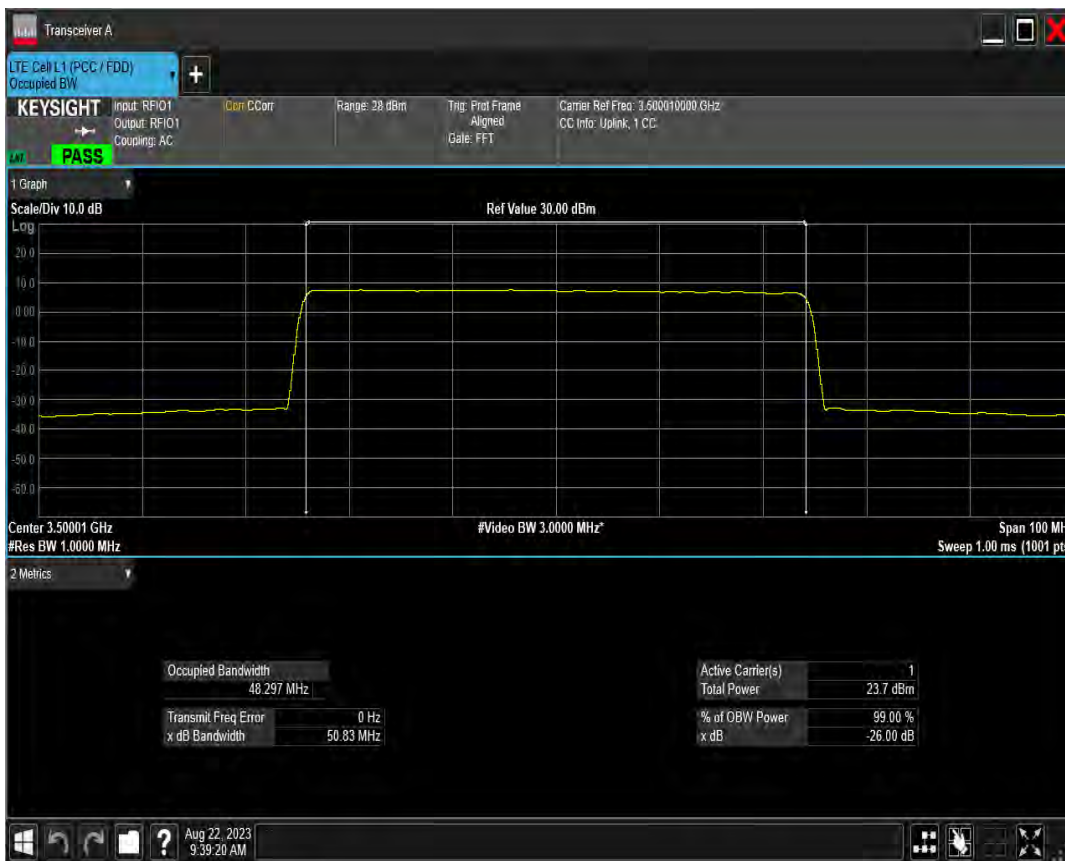 Transceiver A
LTE Cell L1 (PCC / FDD)
Occupied BW
+
KEYSIGHT
Input: RFIO1
Output: RFIO1
Coupling: AC
Corr CCorr
Range: 28 dBm
Trig: Prot Frame
Aligned
Gate: FFT
Carrier Ref Freq: 3.500010000 GHz
CC Info: Uplink, 1 CC
PASS
1 Graph
Scale/Div 10.0 dB
Ref Value 30.00 dBm
Log
20.0
10.0
0.00
-10.0
-20.0
-30.0
-40.0
-50.0
-60.0
Center 3.50001 GHz
#Video BW 3.0000 MHz*
Span 100 MH
#Res BW 1.0000 MHz
Sweep 1.00 ms (1001 pts
2 Metrics
Occupied Bandwidth
48.297 MHz
Transmit Freq Error 0 Hz
x dB Bandwidth 50.83 MHz
Active Carrier(s) 1
Total Power 23.7 dBm
% of OBW Power 99.00 %
x dB -26.00 dB
?
Aug 22, 2023
9:39:20 AM